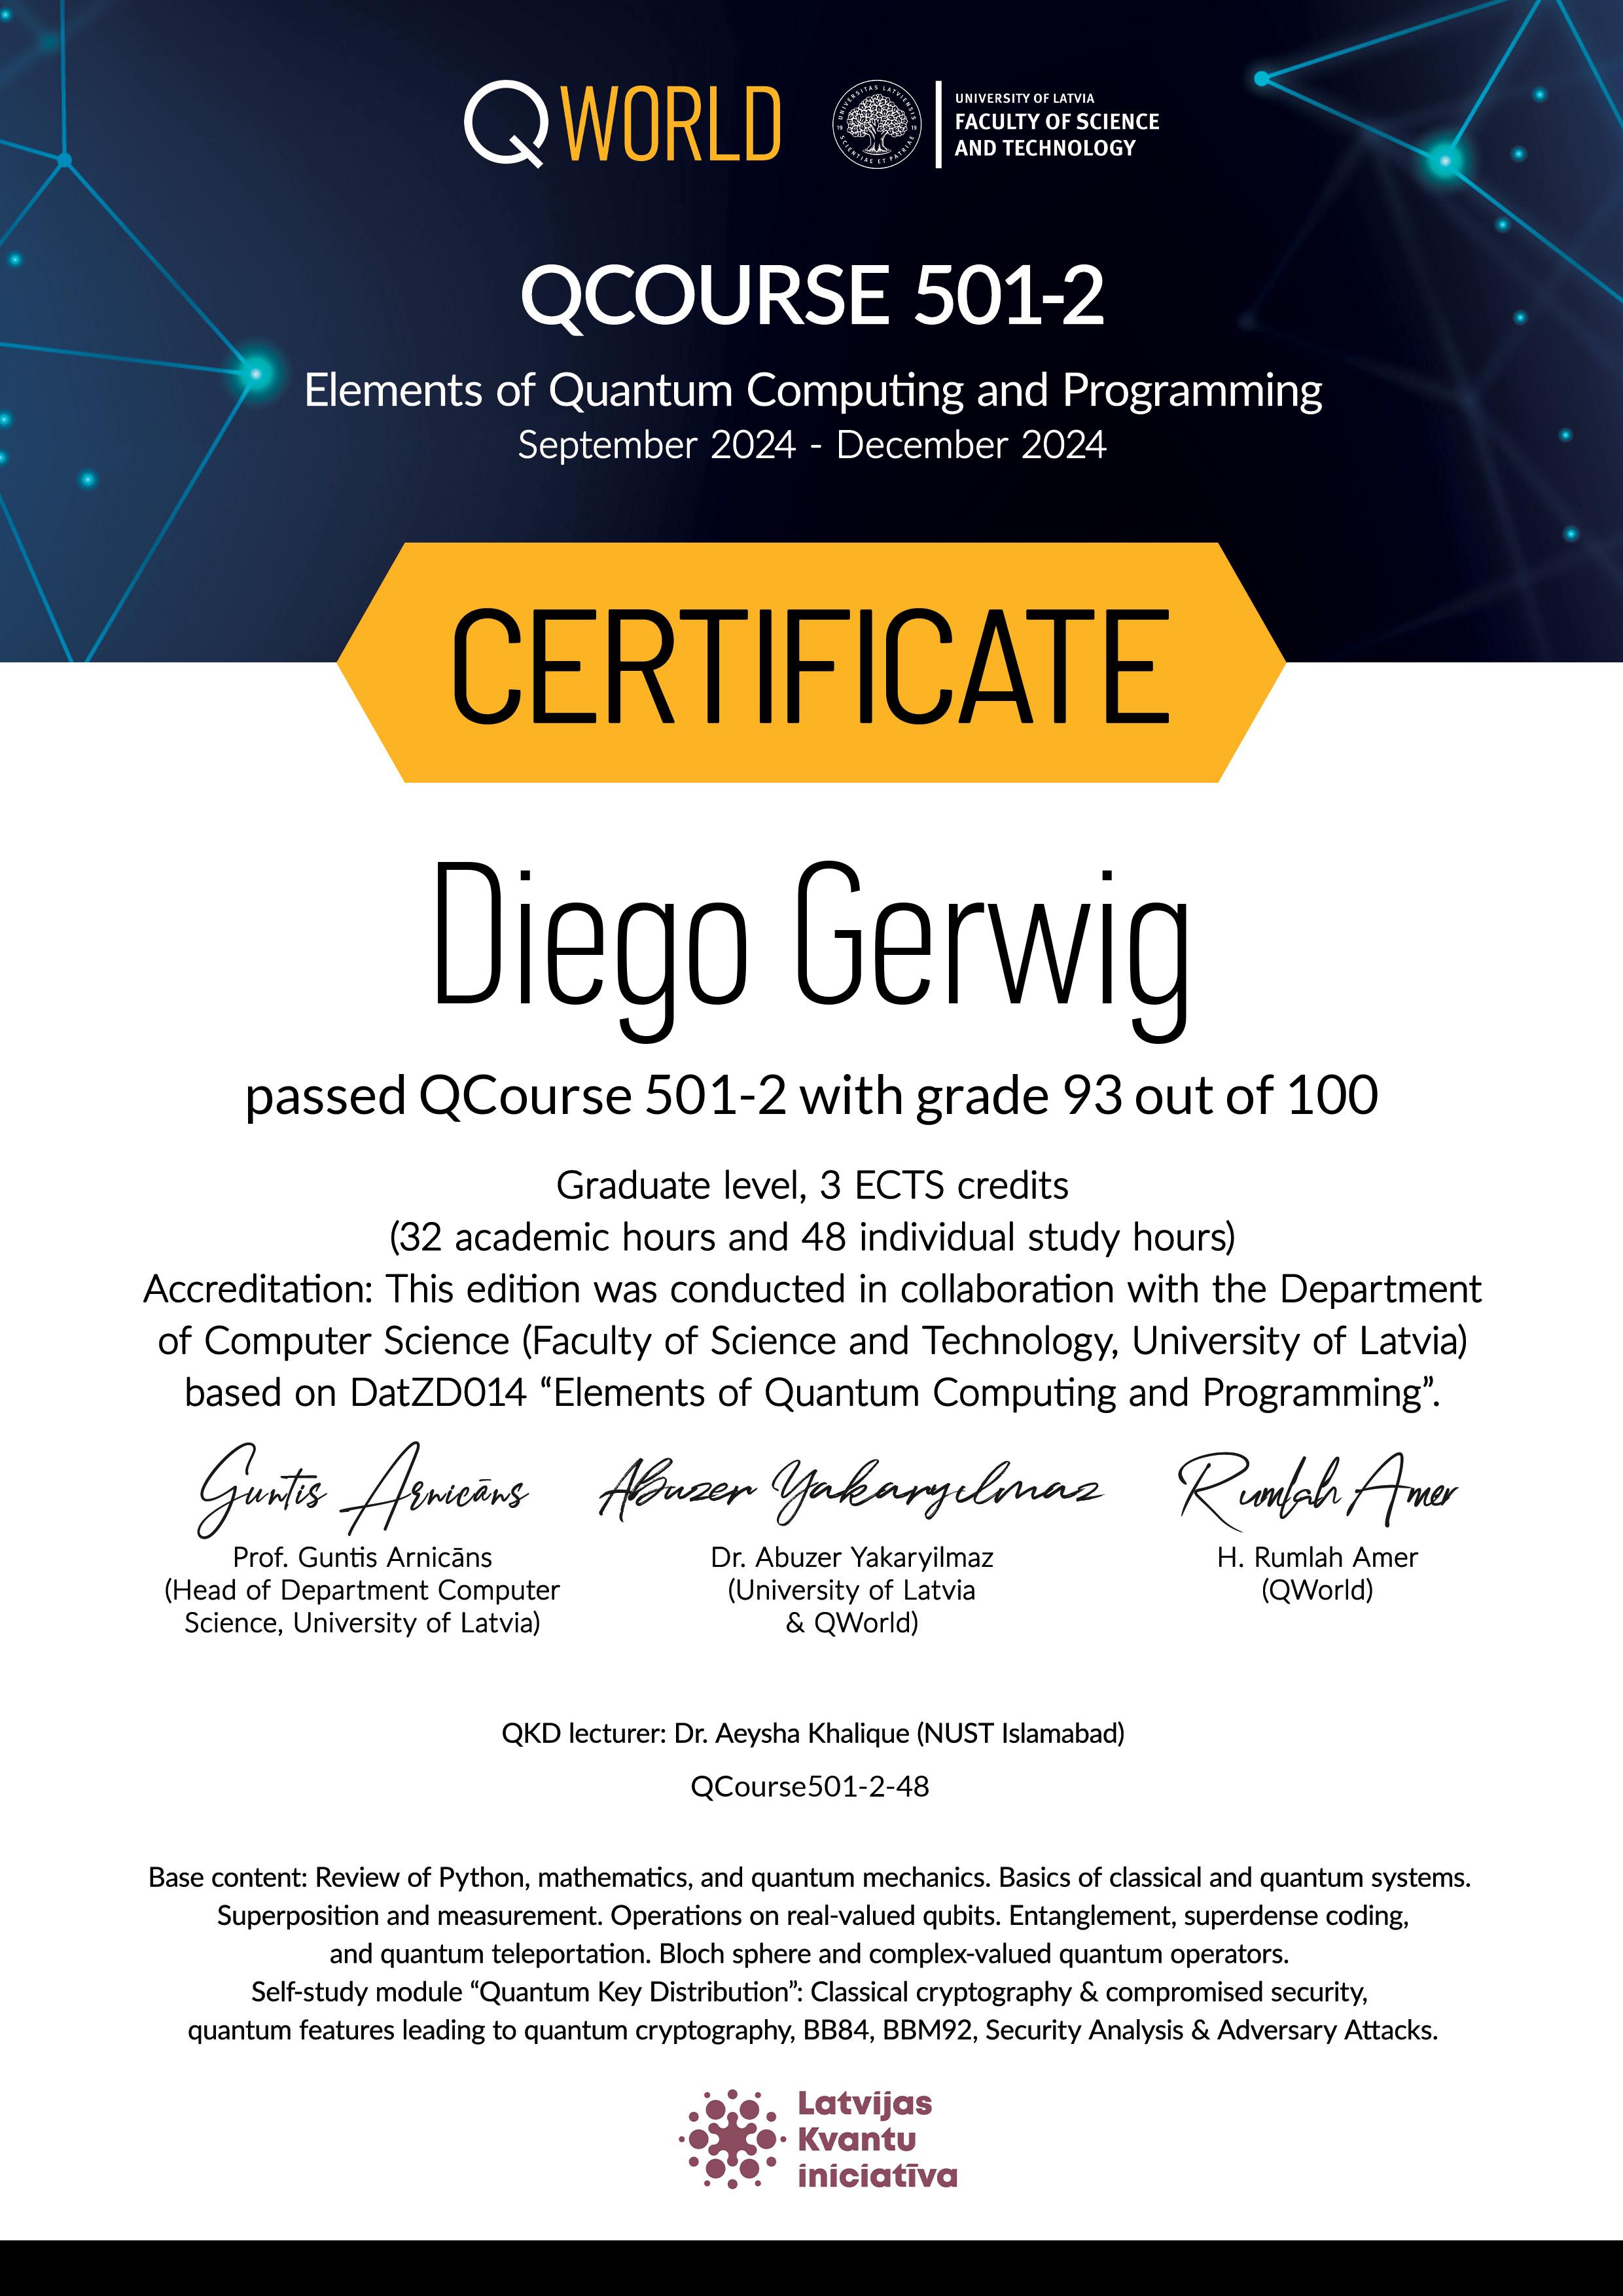 QWORLD
UNIVERSITAS LATVIENSIS
19 19
SCIENTIAE ET PATRIAE
UNIVERSITY OF LATVIA
FACULTY OF SCIENCE
AND TECHNOLOGY
QCOURSE 501-2
Elements of Quantum Computing and Programming
September 2024 - December 2024
CERTIFICATE
Diego Gerwig
passed QCourse 501-2 with grade 93 out of 100
Graduate level, 3 ECTS credits
(32 academic hours and 48 individual study hours)
Accreditation: This edition was conducted in collaboration with the Department
of Computer Science (Faculty of Science and Technology, University of Latvia)
based on DatZD014 “Elements of Quantum Computing and Programming”.
Guntis Arnicāns
Prof. Guntis Arnicāns
(Head of Department Computer
Science, University of Latvia)
Abuzer Yakaryılmaz
Dr. Abuzer Yakaryilmaz
(University of Latvia
& QWorld)
Rumlah Amer
H. Rumlah Amer
(QWorld)
QKD lecturer: Dr. Aeysha Khalique (NUST Islamabad)
QCourse501-2-48
Base content: Review of Python, mathematics, and quantum mechanics. Basics of classical and quantum systems.
Superposition and measurement. Operations on real-valued qubits. Entanglement, superdense coding,
and quantum teleportation. Bloch sphere and complex-valued quantum operators.
Self-study module “Quantum Key Distribution”: Classical cryptography & compromised security,
quantum features leading to quantum cryptography, BB84, BBM92, Security Analysis & Adversary Attacks.
Latvijas
Kvantu
iniciatīva